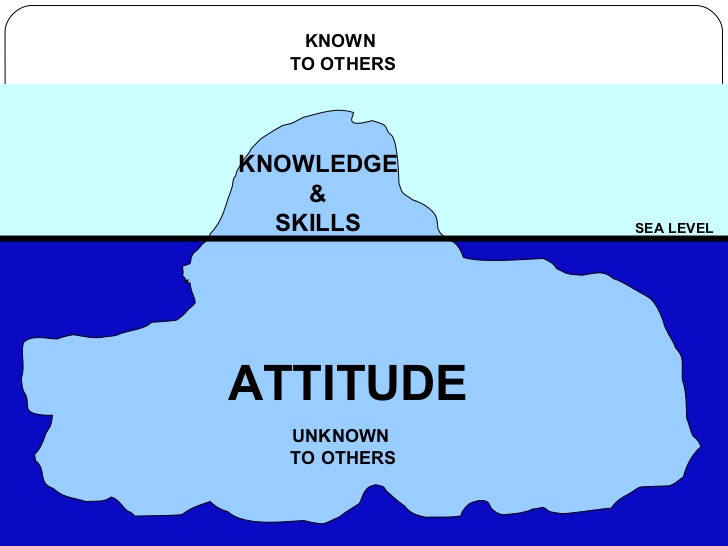 KNOWN
TO OTHERS
KNOWLEDGE
&
SKILLS
SEA LEVEL
ATTITUDE
UNKNOWN
TO OTHERS